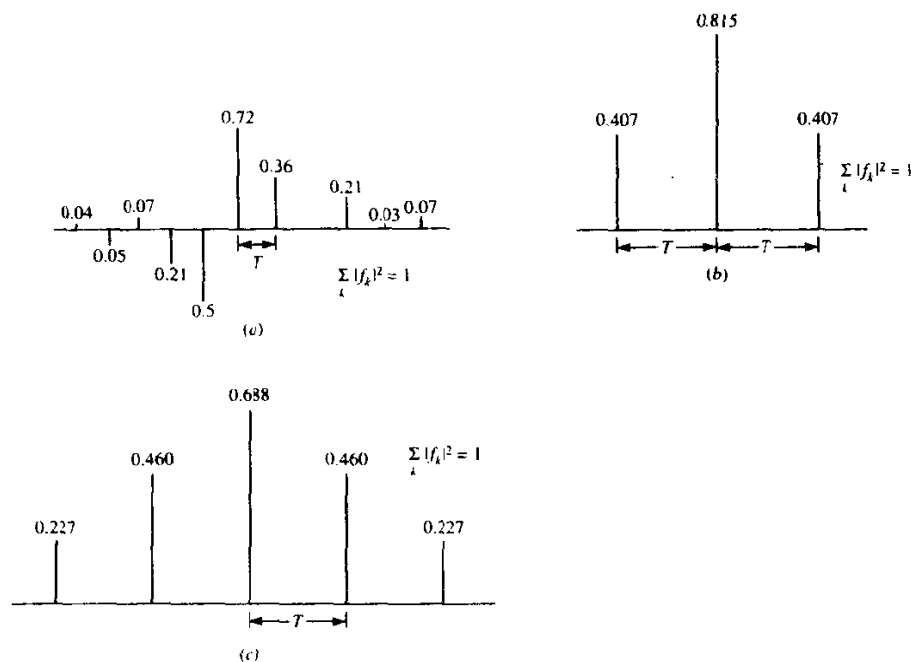 0.72
0.36
0.21
0.07
0.03
0.04
0.07
0.05
0.21
0.5
T
Σ |f_k|² = 1
k
(a)
0.815
0.407
0.407
Σ |f_k|² = 1
k
T
T
(b)
0.688
0.460
0.460
0.227
0.227
Σ |f_k|² = 1
k
T
(c)